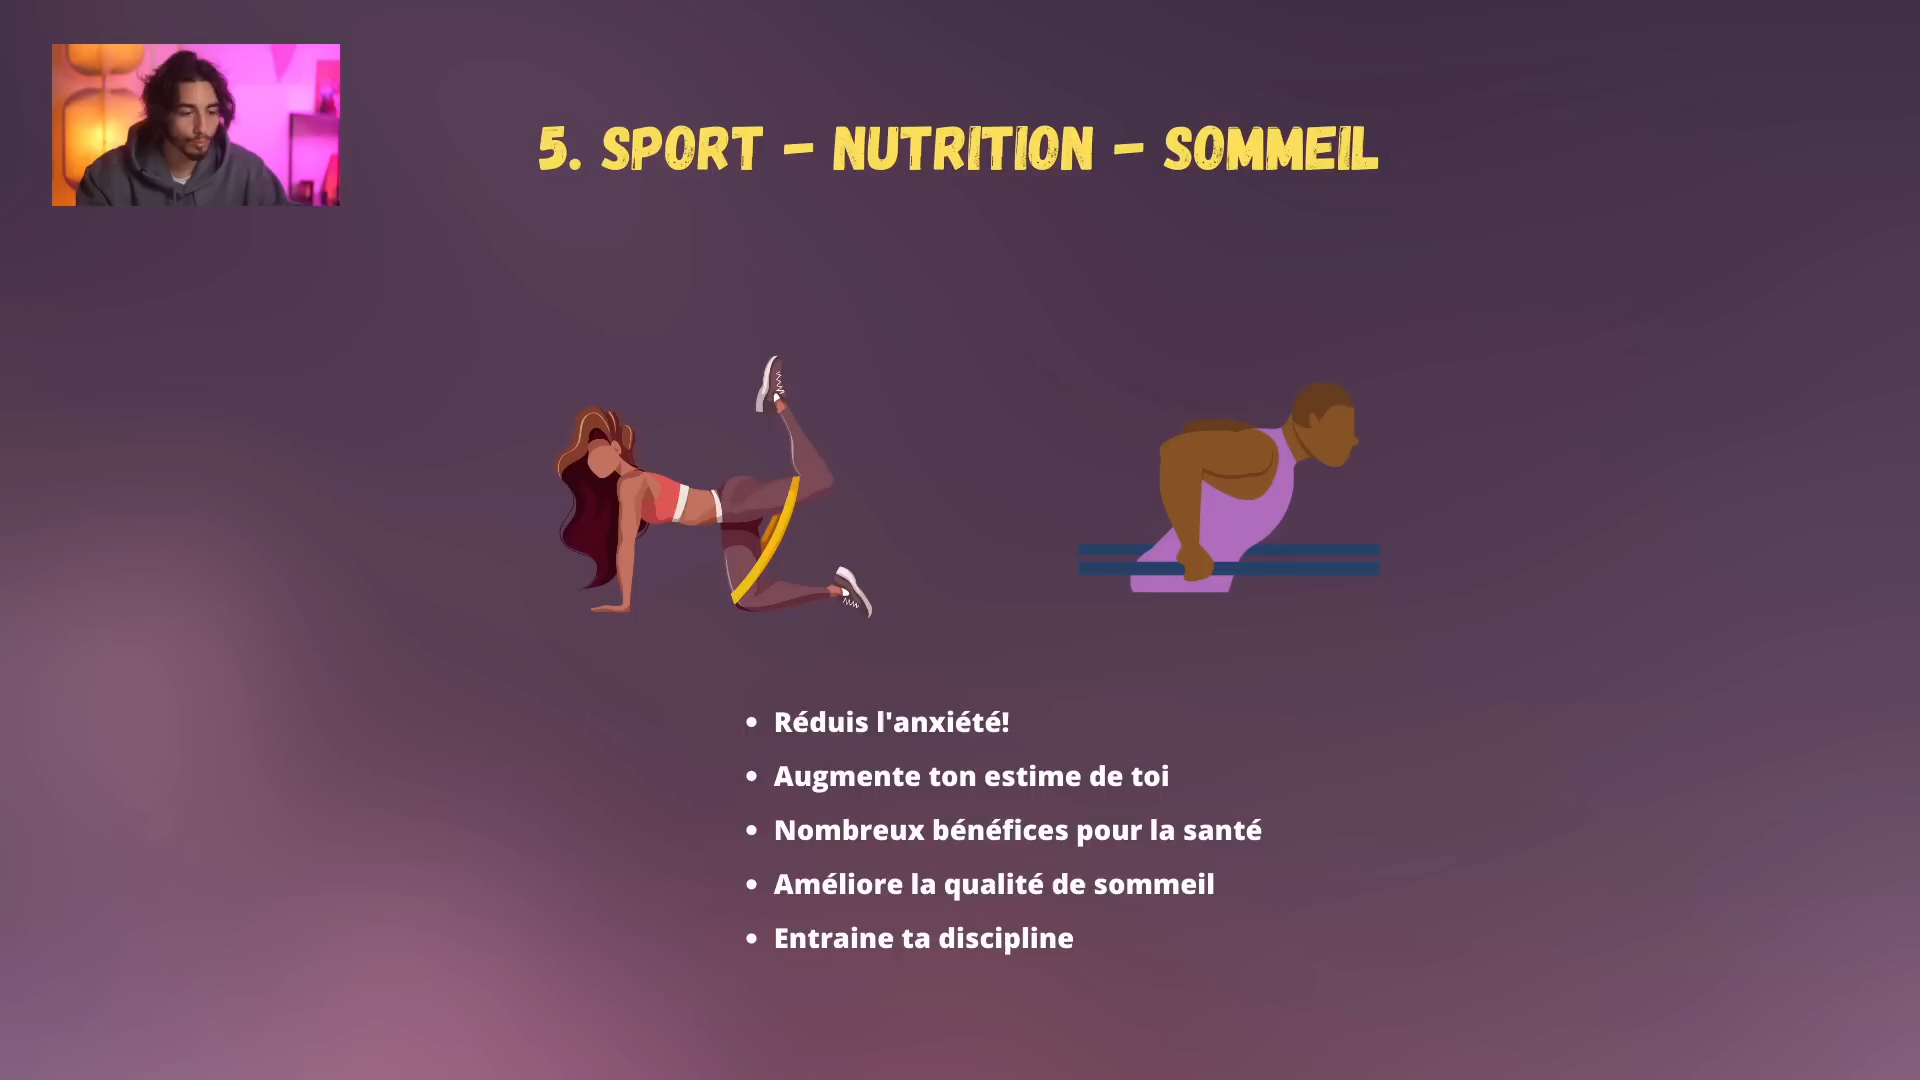 5. SPORT - NUTRITION - SOMMEIL
• Réduis l'anxiété!
• Augmente ton estime de toi
• Nombreux bénéfices pour la santé
• Améliore la qualité de sommeil
• Entraine ta discipline